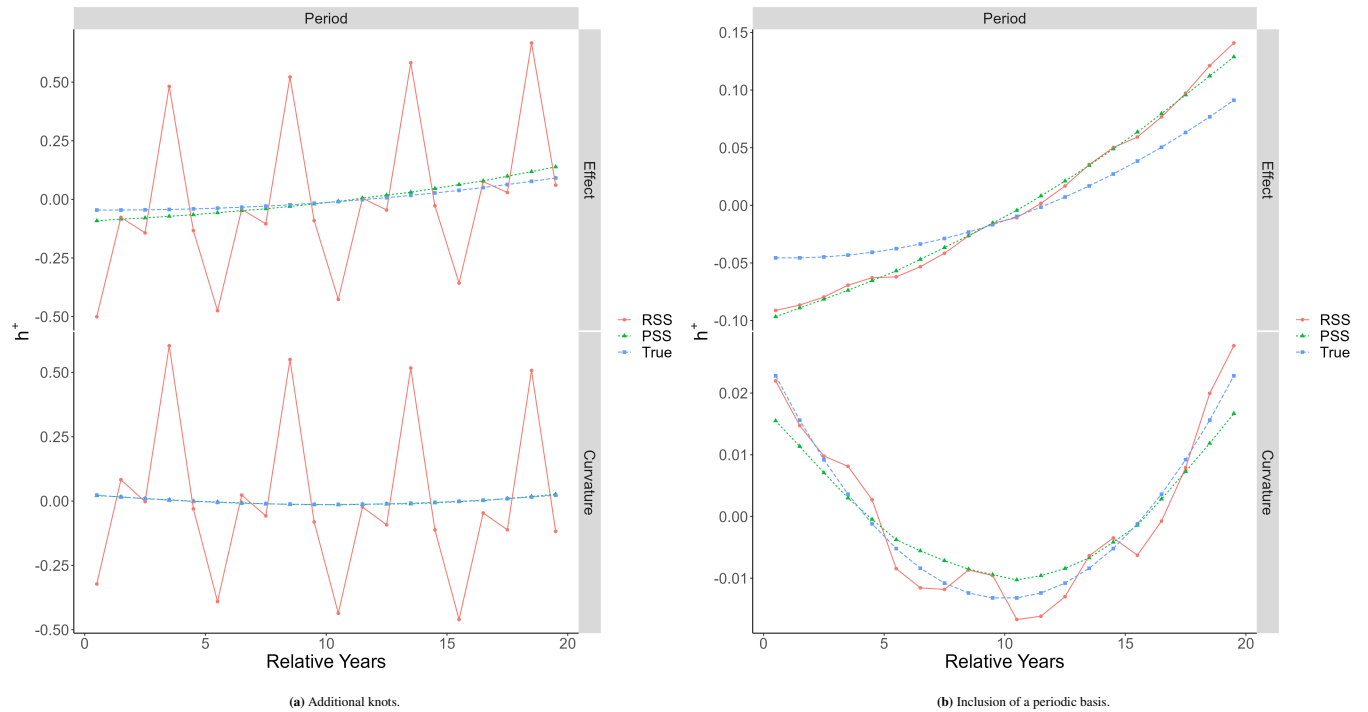 Period
0.50
0.25
0.00
-0.25
-0.50
Effect
0.50
0.25
0.00
-0.25
-0.50
Curvature
h+
0
5
10
15
20
Relative Years
RSS
PSS
True
(a) Additional knots.
Period
0.15
0.10
0.05
0.00
-0.05
-0.10
Effect
0.02
0.01
0.00
-0.01
Curvature
h+
0
5
10
15
20
Relative Years
RSS
PSS
True
(b) Inclusion of a periodic basis.